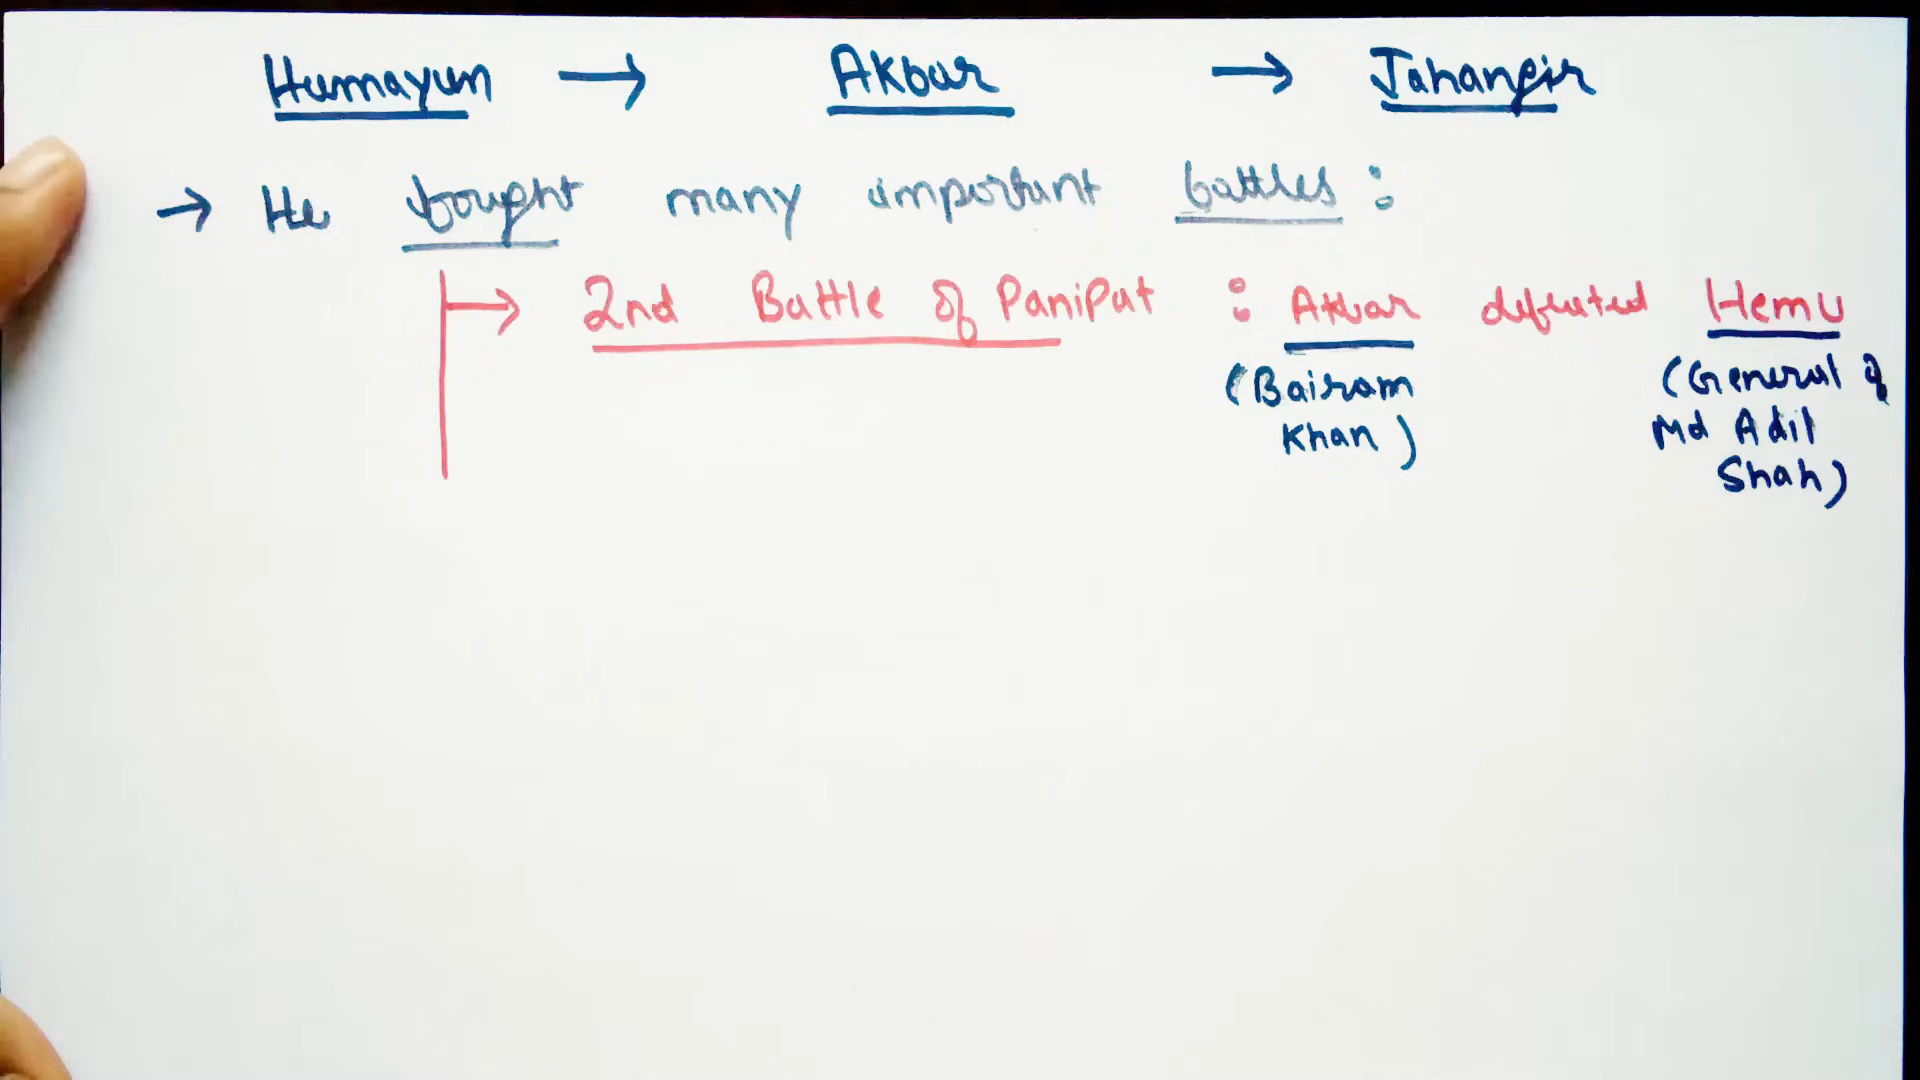 Humayun → Akbar → Jahangir
→ He bought many important battles :
→ 2nd Battle of Panipat : Akbar defeated Hemu
(Bairam Khan)
(General of Md Adil Shah)